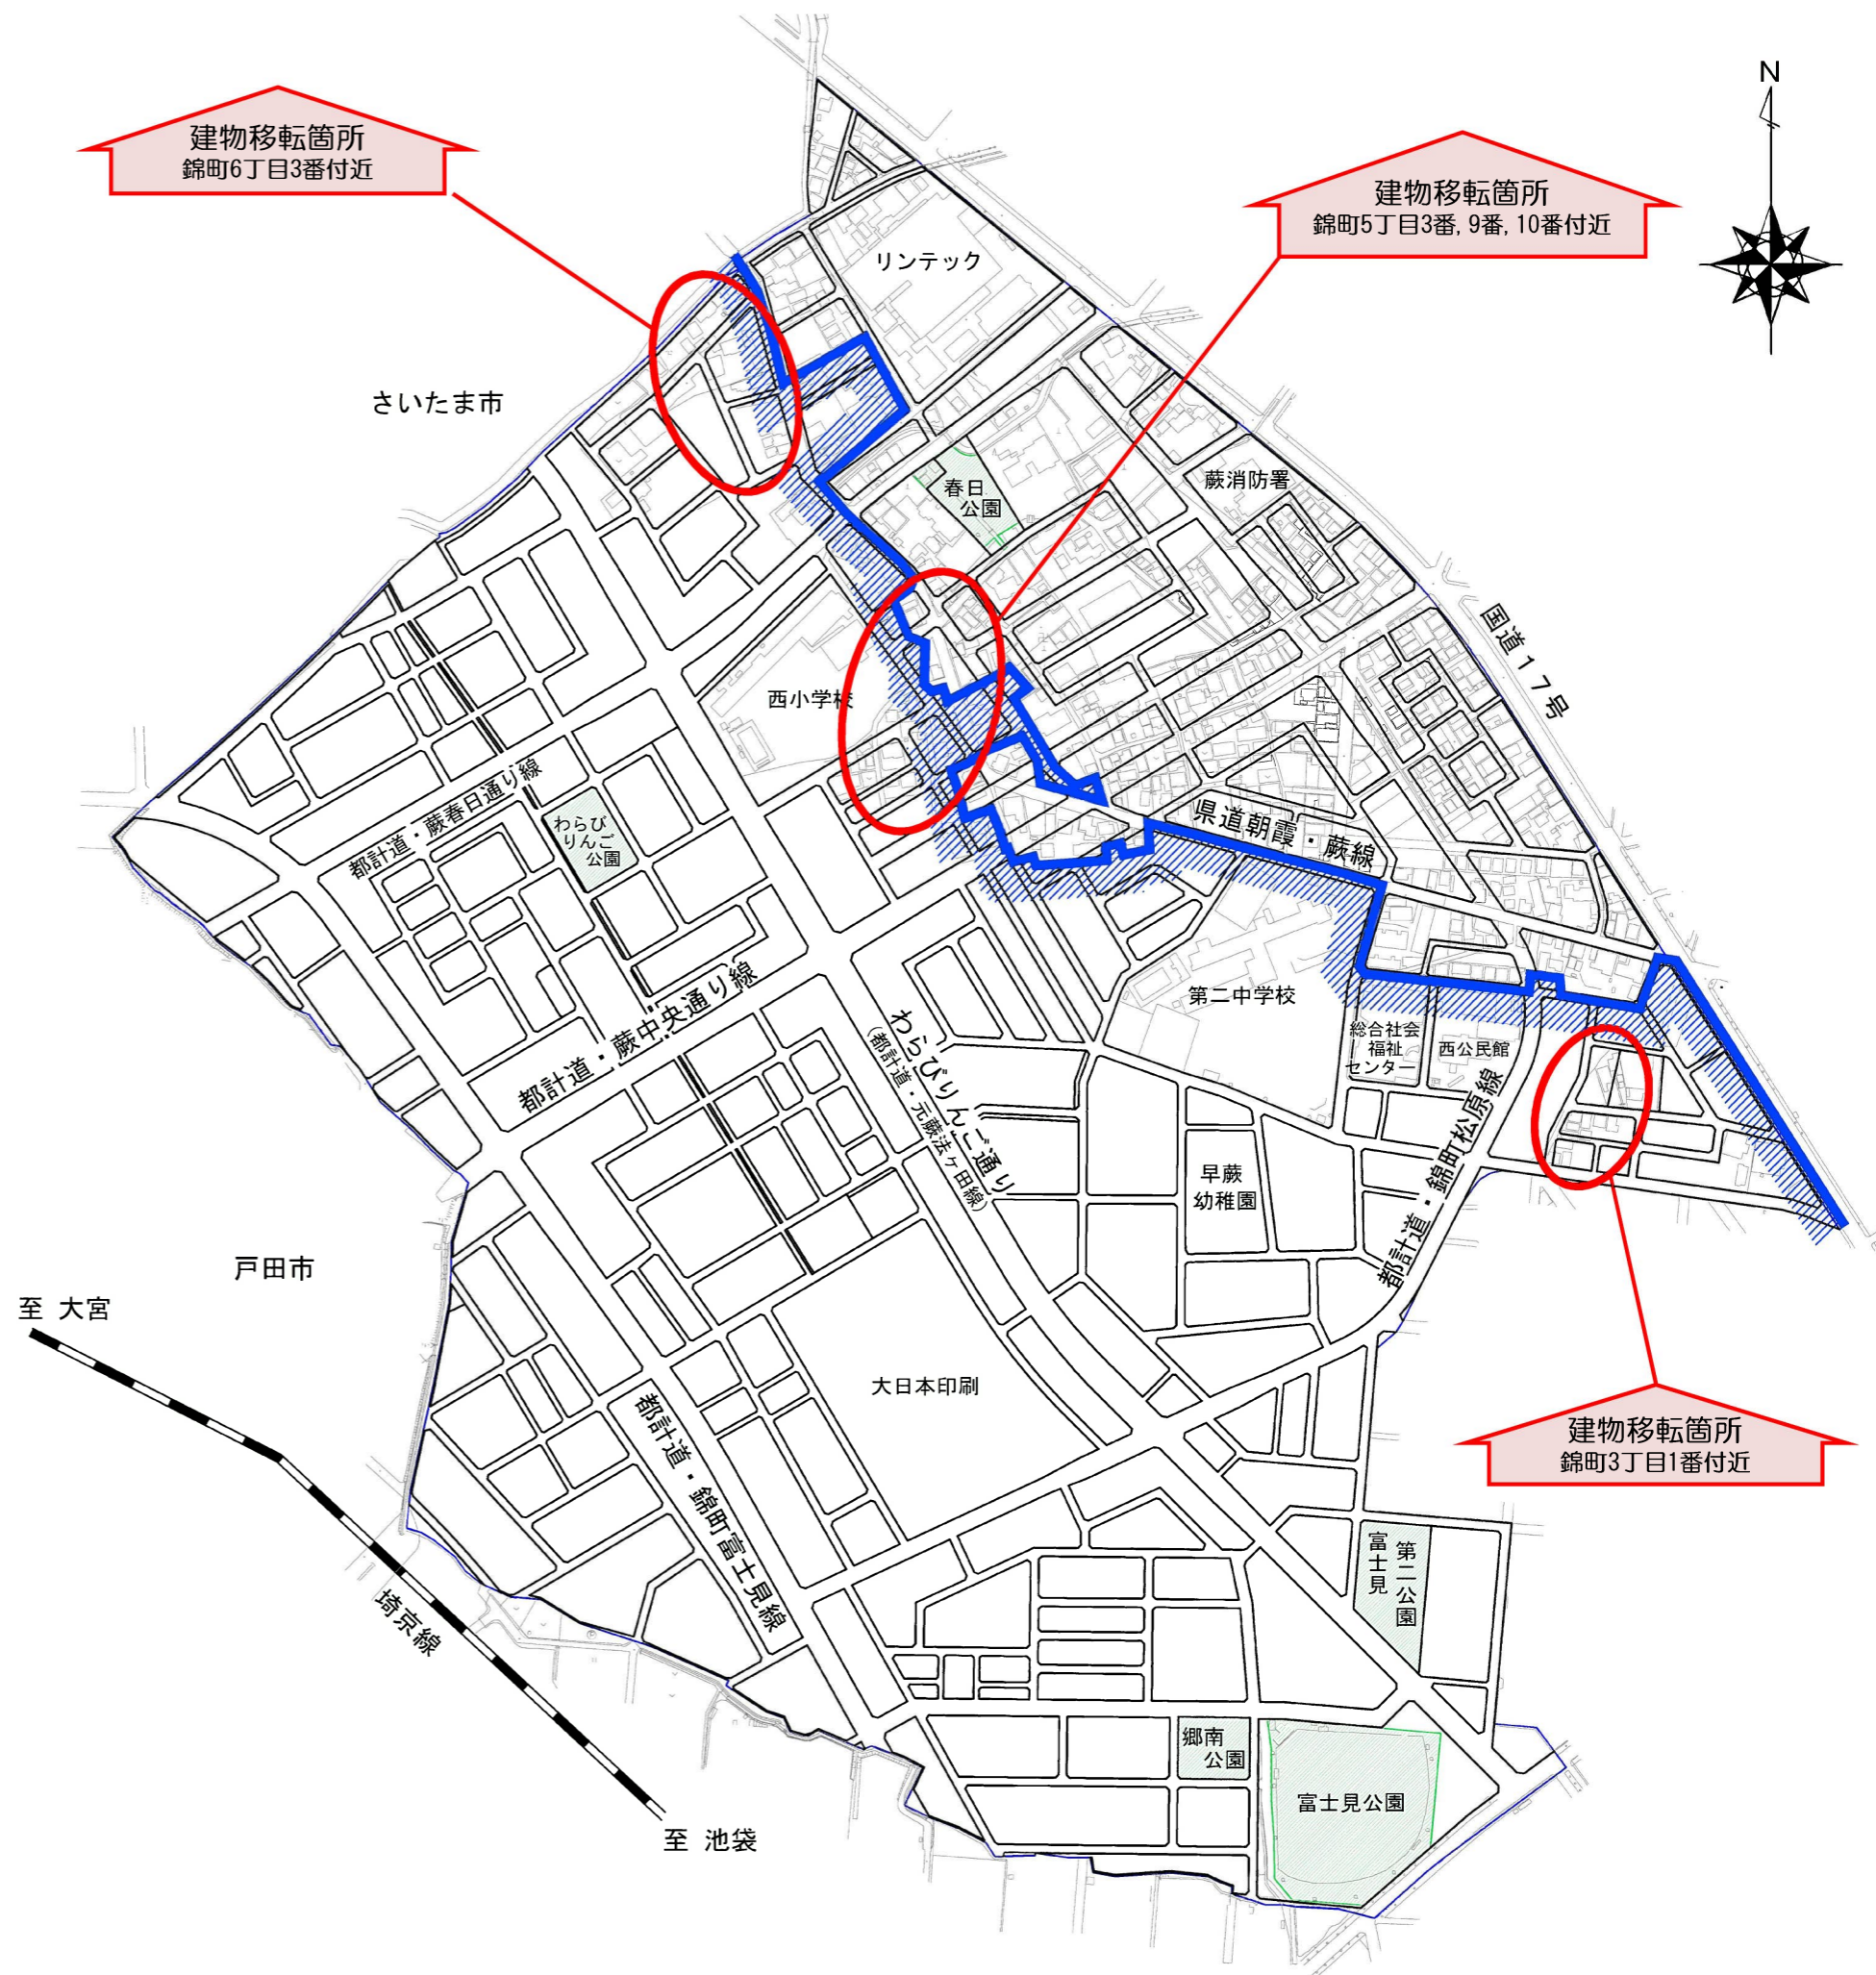 N
建物移転箇所
錦町6丁目3番付近
建物移転箇所
錦町5丁目3番,9番,10番付近
リンテック
さいたま市
蕨消防署
春日
公園
国道17号
西小学校
都計道・蕨春日通り線
わらび
りんご
公園
県道朝霞・蕨線
都計道・蕨中央通り線
第二中学校
わらびりんご通り
(都計道・元蕨法ヶ田線)
総合社会
福祉
センター
西公民館
都計道・錦町松原線
早蕨
幼稚園
戸田市
至 大宮
大日本印刷
建物移転箇所
錦町3丁目1番付近
都計道・錦町富士見線
富士見
第二公園
埼京線
郷南
公園
富士見公園
至 池袋